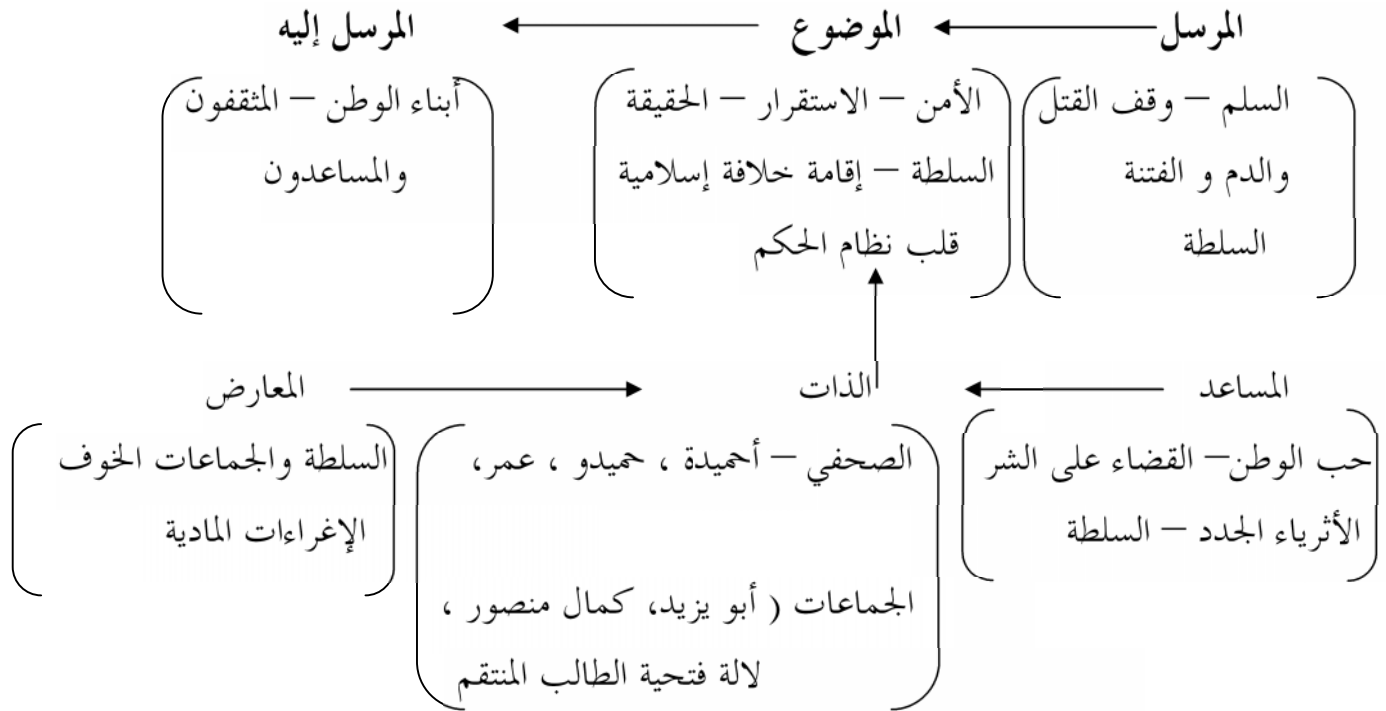 المرسل الموضوع المرسل إليه
السلم – وقف القتل
والدم و الفتنة
السلطة
الأمن – الاستقرار – الحقيقة
السلطة – إقامة خلافة إسلامية
قلب نظام الحكم
أبناء الوطن – المثقفون
والمساعدون
المساعد الذات المعارض
حب الوطن – القضاء على الشر
الأثرياء الجدد – السلطة
الصحفي – أحميدة ، حميدو ، عمر،
الجماعات ( أبو يزيد، كمال منصور ،
لالة فتحية الطالب المنتقم
السلطة والجماعات الخوف
الإغراءات المادية